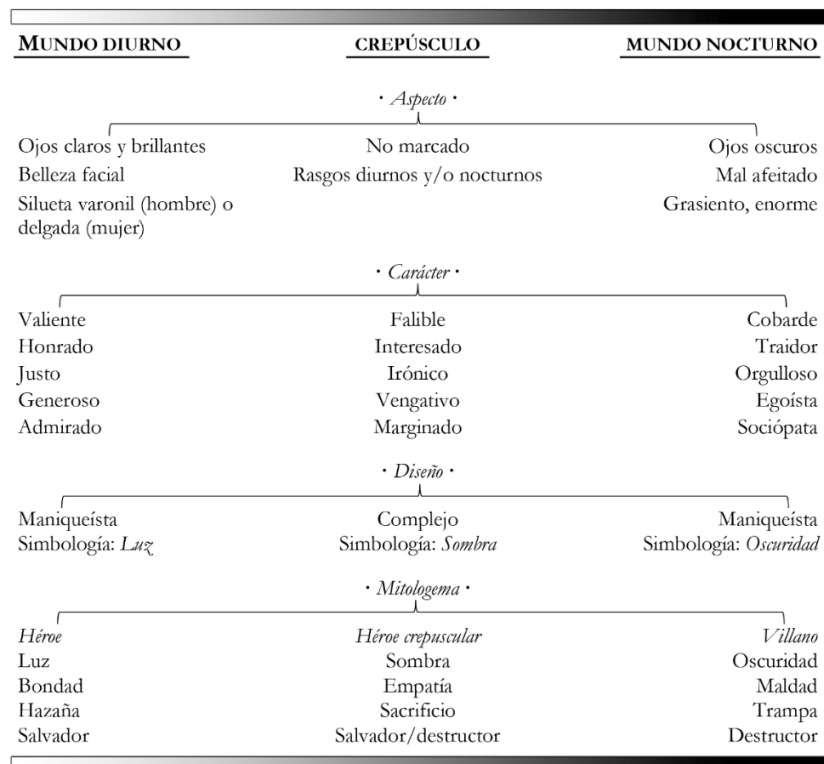 MUNDO DIURNO CREPÚSCULO MUNDO NOCTURNO
· Aspecto ·
Ojos claros y brillantes No marcado Ojos oscuros
Belleza facial Rasgos diurnos y/o nocturnos Mal afeitado
Silueta varonil (hombre) o Grasiento, enorme
delgada (mujer)
· Carácter ·
Valiente Falible Cobarde
Honrado Interesado Traidor
Justo Irónico Orgulloso
Generoso Vengativo Egoísta
Admirado Marginado Sociópata
· Diseño ·
Maniqueísta Complejo Maniqueísta
Simbología: Luz Simbología: Sombra Simbología: Oscuridad
· Mitologema ·
Héroe Héroe crepuscular Villano
Luz Sombra Oscuridad
Bondad Empatía Maldad
Hazaña Sacrificio Trampa
Salvador Salvador/destructor Destructor